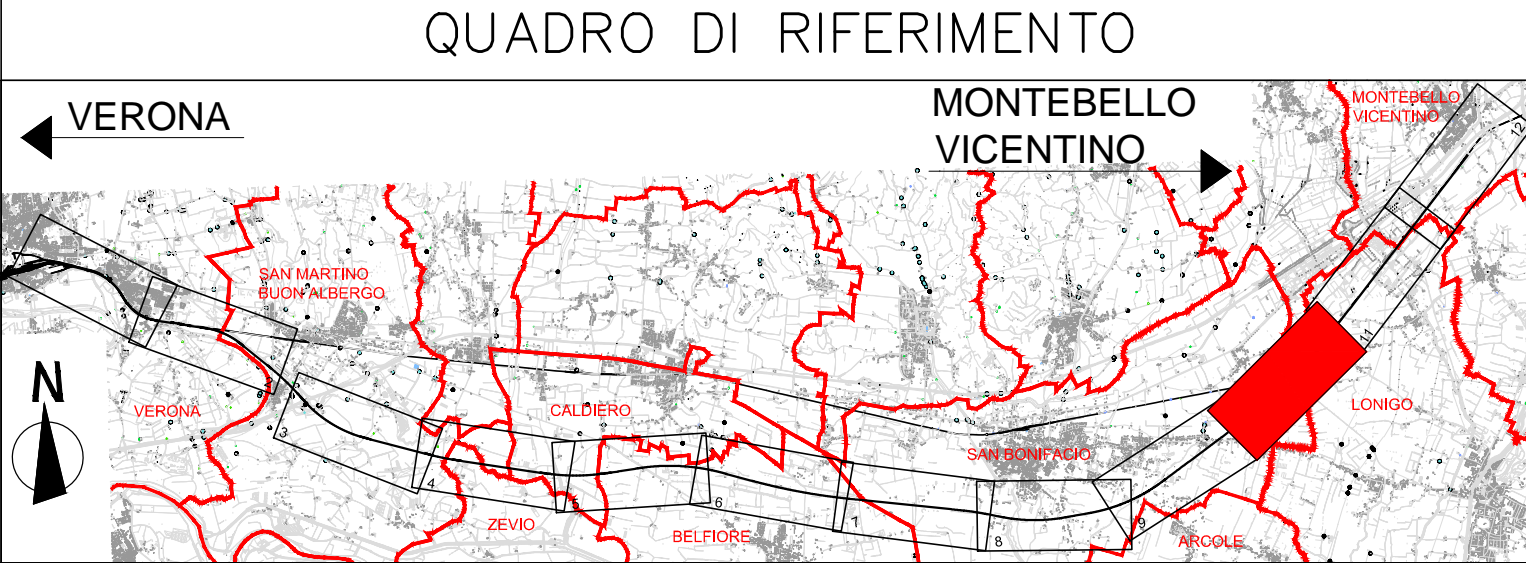 QUADRO DI RIFERIMENTO
VERONA
MONTEBELLO
VICENTINO
MONTEBELLO
VICENTINO
12
SAN MARTINO
BUON ALBERGO
N
VERONA
CALDIERO
11
LONIGO
SAN BONIFACIO
3
4
5
6
7
8
9
ZEVIO
BELFIORE
ARCOLE